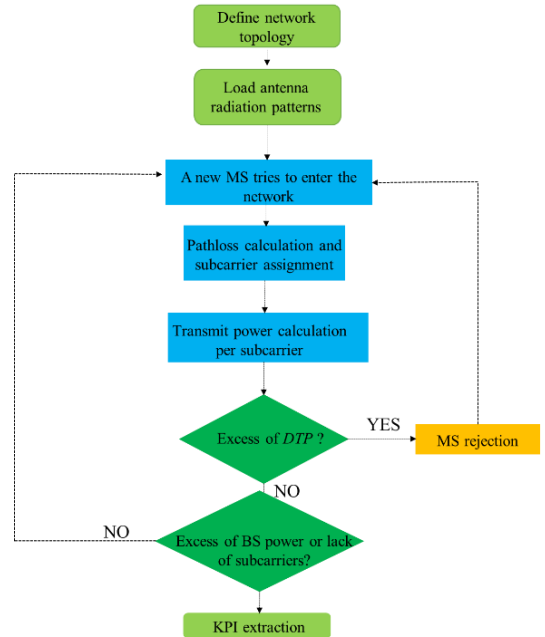 Define network
topology
Load antenna
radiation patterns
A new MS tries to enter the
network
Pathloss calculation and
subcarrier assignment
Transmit power calculation
per subcarrier
Excess of DTP ?
YES
MS rejection
NO
Excess of BS power or lack
of subcarriers?
NO
KPI extraction